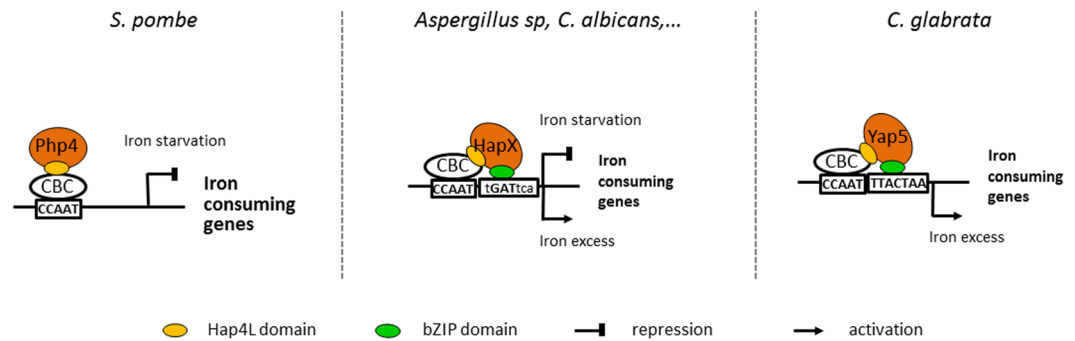 S. pombe
Php4
CBC
CCAAT
Iron starvation
Iron
consuming
genes
Aspergillus sp, C. albicans,...
HapX
CBC
CCAAT
tGATtca
Iron starvation
Iron
consuming
genes
Iron excess
C. glabrata
Yap5
CBC
CCAAT
TTACTAA
Iron
consuming
genes
Iron excess
Hap4L domain
bZIP domain
repression
activation